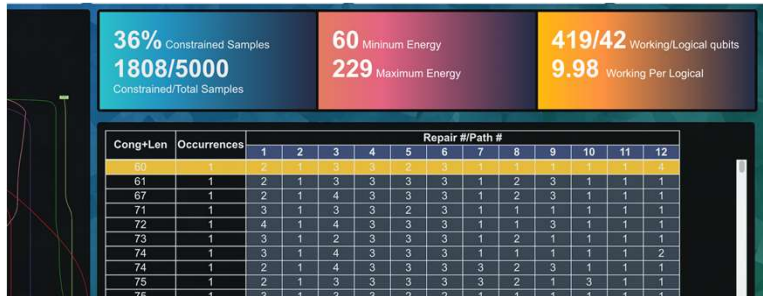 36% Constrained Samples
1808/5000
Constrained/Total Samples
60 Mininum Energy
229 Maximum Energy
419/42 Working/Logical qubits
9.98 Working Per Logical
Cong+Len Occurrences Repair #/Path #
1 2 3 4 5 6 7 8 9 10 11 12
60 1 2 1 3 3 2 3 1 1 1 1 1 4
61 1 2 1 3 3 3 3 1 2 3 1 1 1
67 1 2 1 4 3 3 3 1 2 3 1 1 1
71 1 3 1 3 3 2 3 1 1 1 1 1 1
72 1 4 1 4 3 3 3 1 1 3 1 1 1
73 1 3 1 2 3 3 3 1 2 1 1 1 1
74 1 3 1 4 3 3 3 1 1 1 1 1 2
74 1 2 1 4 3 3 3 3 2 3 1 1 1
75 1 2 1 3 3 3 3 3 2 1 3 1 1